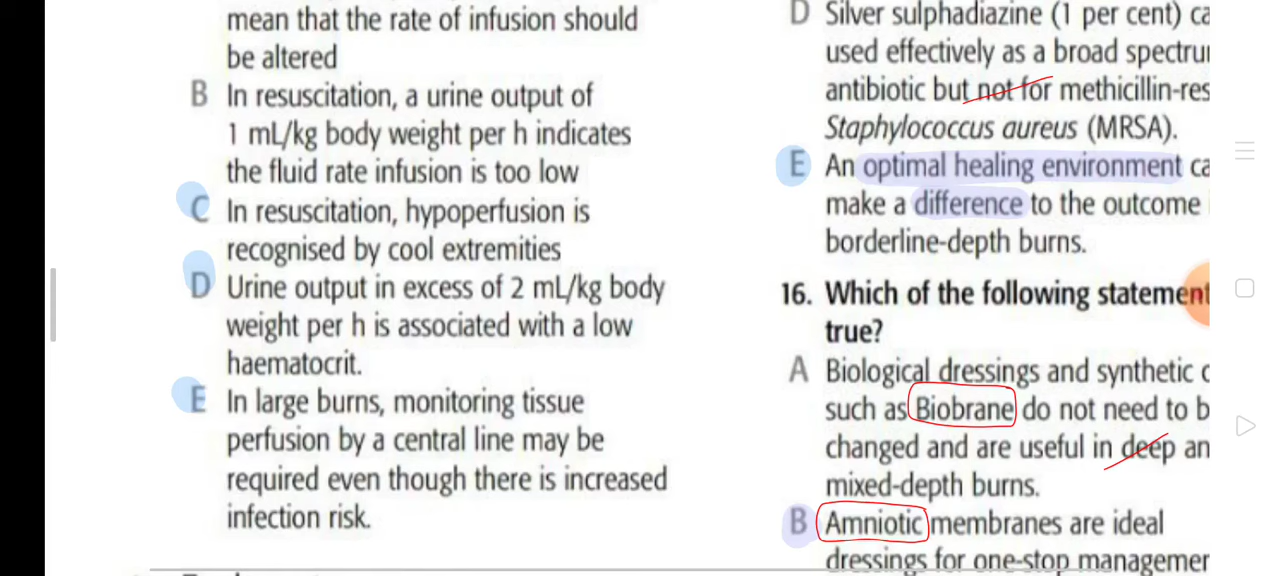 mean that the rate of infusion should
be altered
B In resuscitation, a urine output of
1 mL/kg body weight per h indicates
the fluid rate infusion is too low
C In resuscitation, hypoperfusion is
recognised by cool extremities
D Urine output in excess of 2 mL/kg body
weight per h is associated with a low
haematocrit.
E In large burns, monitoring tissue
perfusion by a central line may be
required even though there is increased
infection risk.
D Silver sulphadiazine (1 per cent) ca
used effectively as a broad spectru
antibiotic but not for methicillin-res
Staphylococcus aureus (MRSA).
E An optimal healing environment ca
make a difference to the outcome
borderline-depth burns.
16. Which of the following statement
true?
A Biological dressings and synthetic
such as Biobrane do not need to b
changed and are useful in deep an
mixed-depth burns.
B Amniotic membranes are ideal
dressings for one-stop managemer